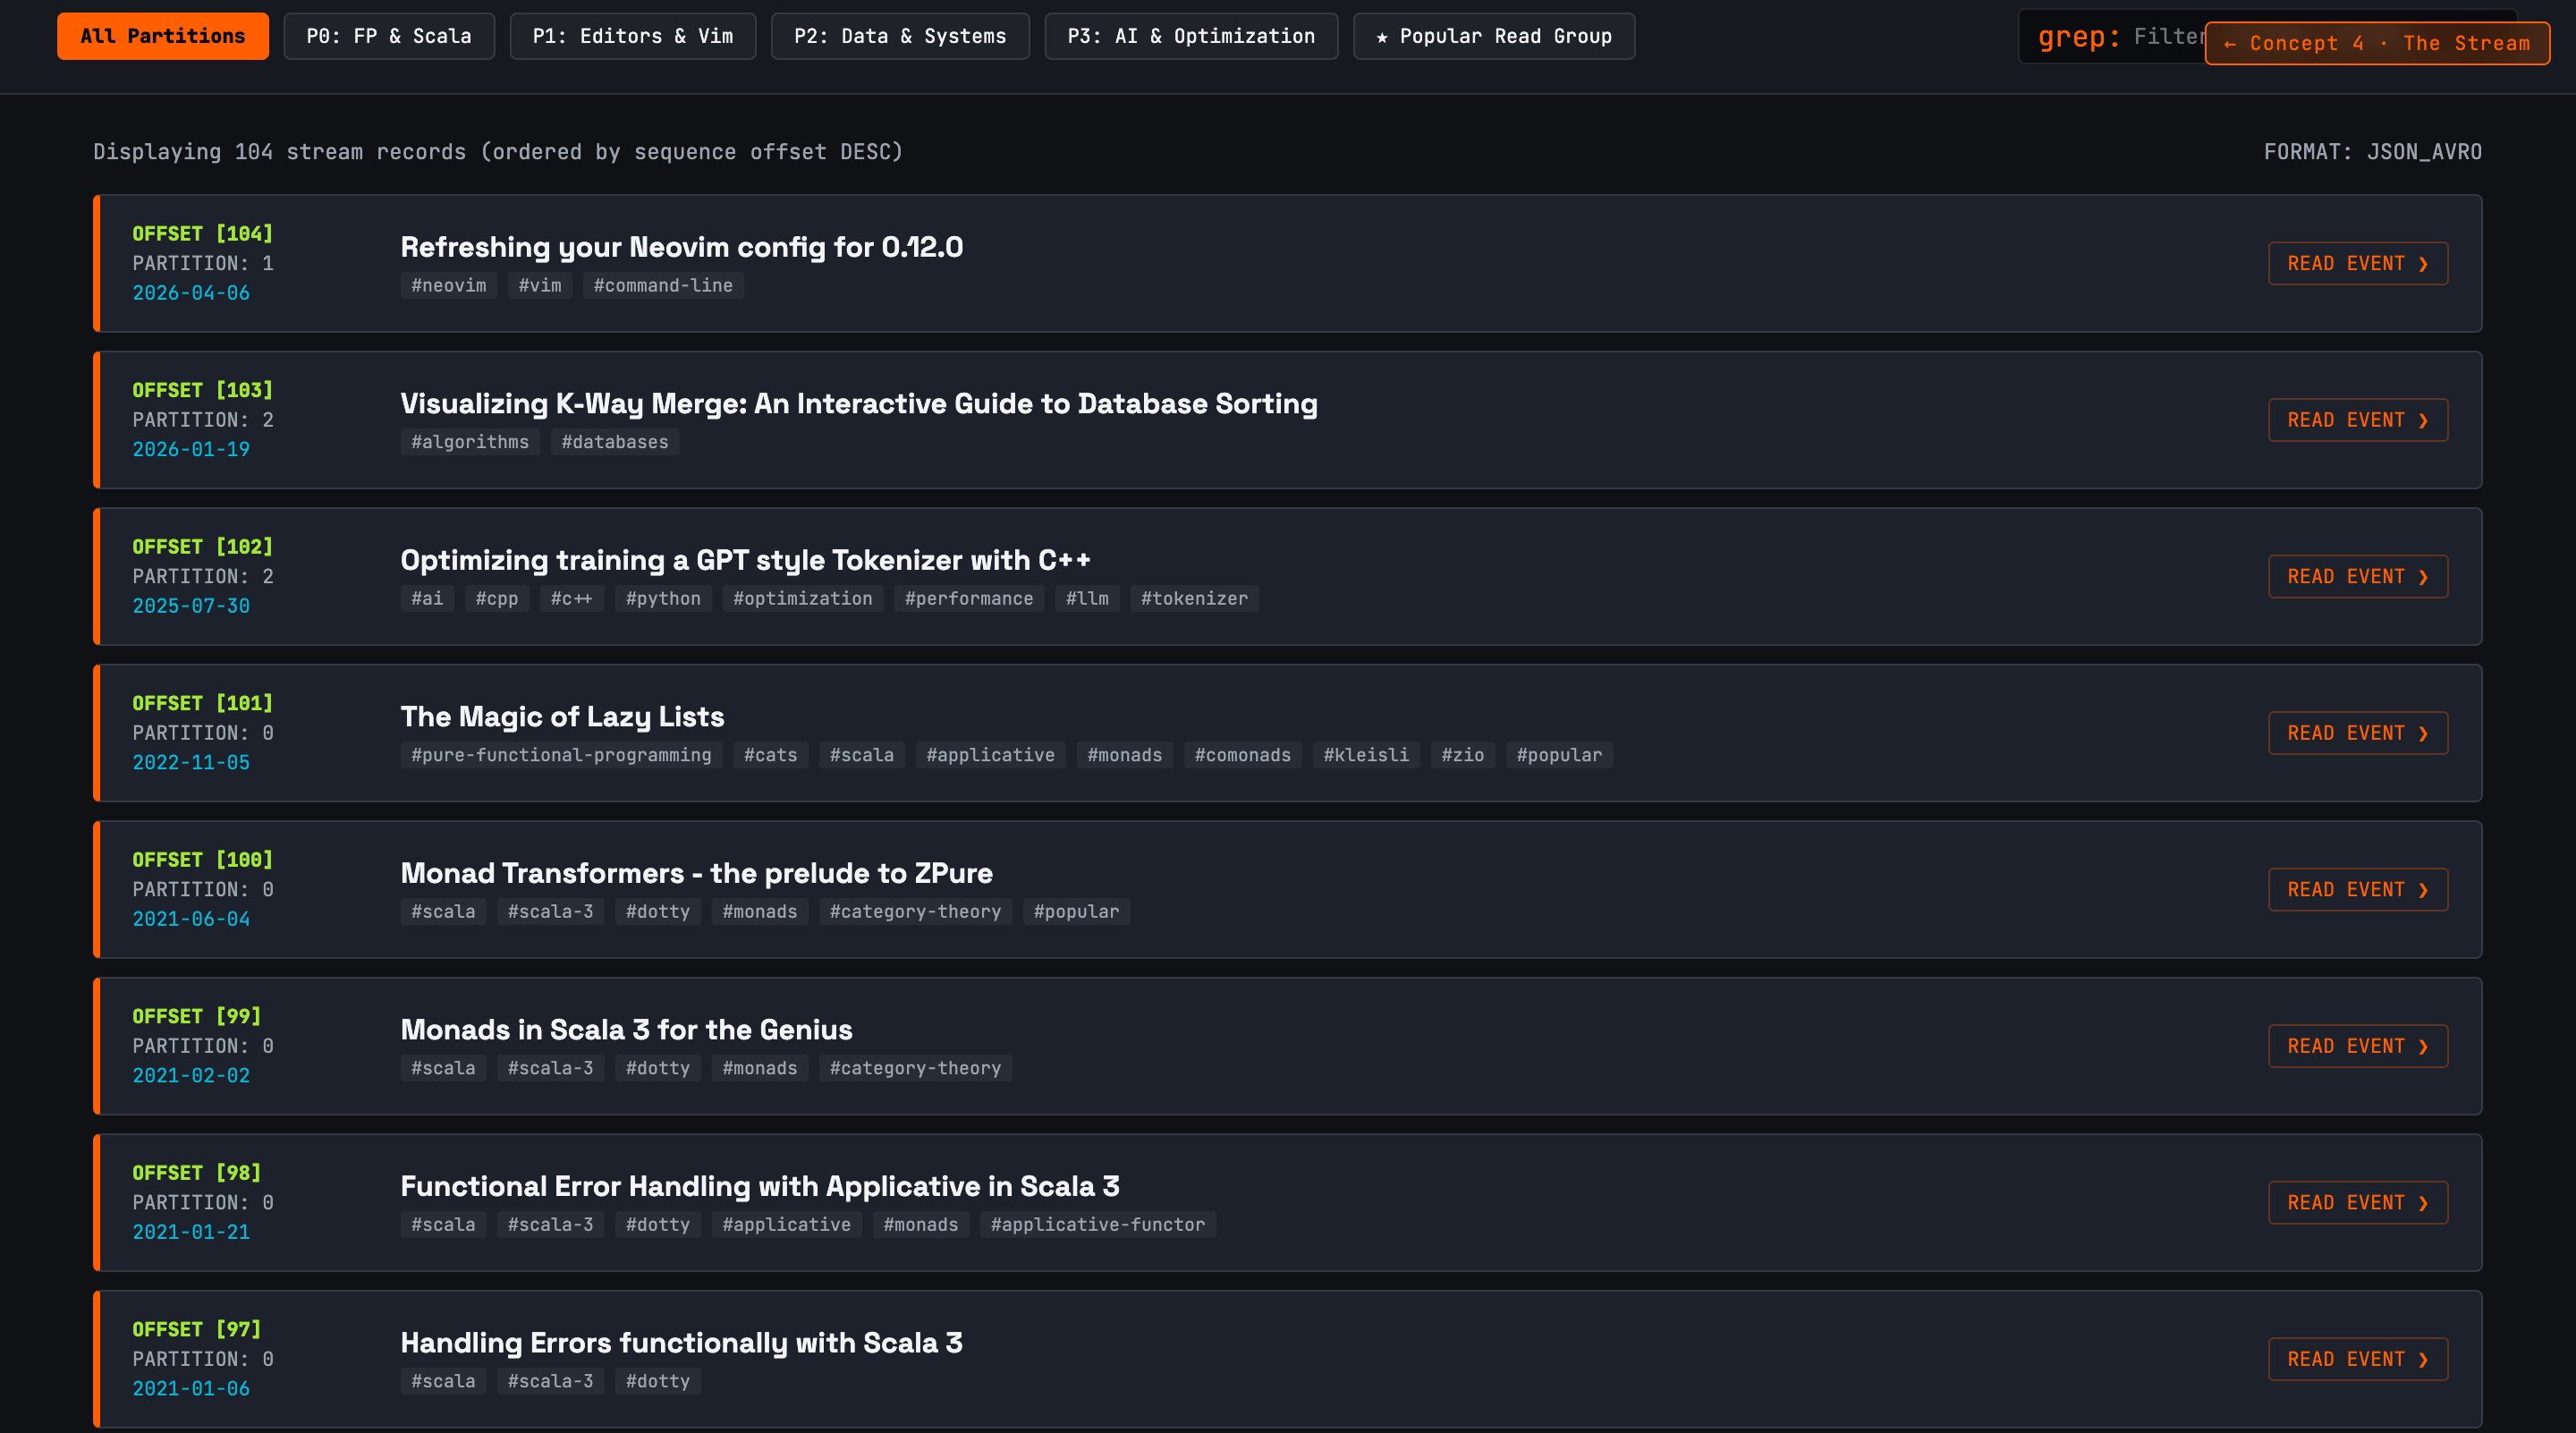 All Partitions P0: FP & Scala P1: Editors & Vim P2: Data & Systems P3: AI & Optimization ★ Popular Read Group grep: Filter ← Concept 4 · The Stream
Displaying 104 stream records (ordered by sequence offset DESC) FORMAT: JSON_AVRO
OFFSET [104]
PARTITION: 1
2026-04-06
Refreshing your Neovim config for 0.12.0
#neovim #vim #command-line
READ EVENT ❯
OFFSET [103]
PARTITION: 2
2026-01-19
Visualizing K-Way Merge: An Interactive Guide to Database Sorting
#algorithms #databases
READ EVENT ❯
OFFSET [102]
PARTITION: 2
2025-07-30
Optimizing training a GPT style Tokenizer with C++
#ai #cpp #c++ #python #optimization #performance #llm #tokenizer
READ EVENT ❯
OFFSET [101]
PARTITION: 0
2022-11-05
The Magic of Lazy Lists
#pure-functional-programming #cats #scala #applicative #monads #comonads #kleisli #zio #popular
READ EVENT ❯
OFFSET [100]
PARTITION: 0
2021-06-04
Monad Transformers - the prelude to ZPure
#scala #scala-3 #dotty #monads #category-theory #popular
READ EVENT ❯
OFFSET [99]
PARTITION: 0
2021-02-02
Monads in Scala 3 for the Genius
#scala #scala-3 #dotty #monads #category-theory
READ EVENT ❯
OFFSET [98]
PARTITION: 0
2021-01-21
Functional Error Handling with Applicative in Scala 3
#scala #scala-3 #dotty #applicative #monads #applicative-functor
READ EVENT ❯
OFFSET [97]
PARTITION: 0
2021-01-06
Handling Errors functionally with Scala 3
#scala #scala-3 #dotty
READ EVENT ❯